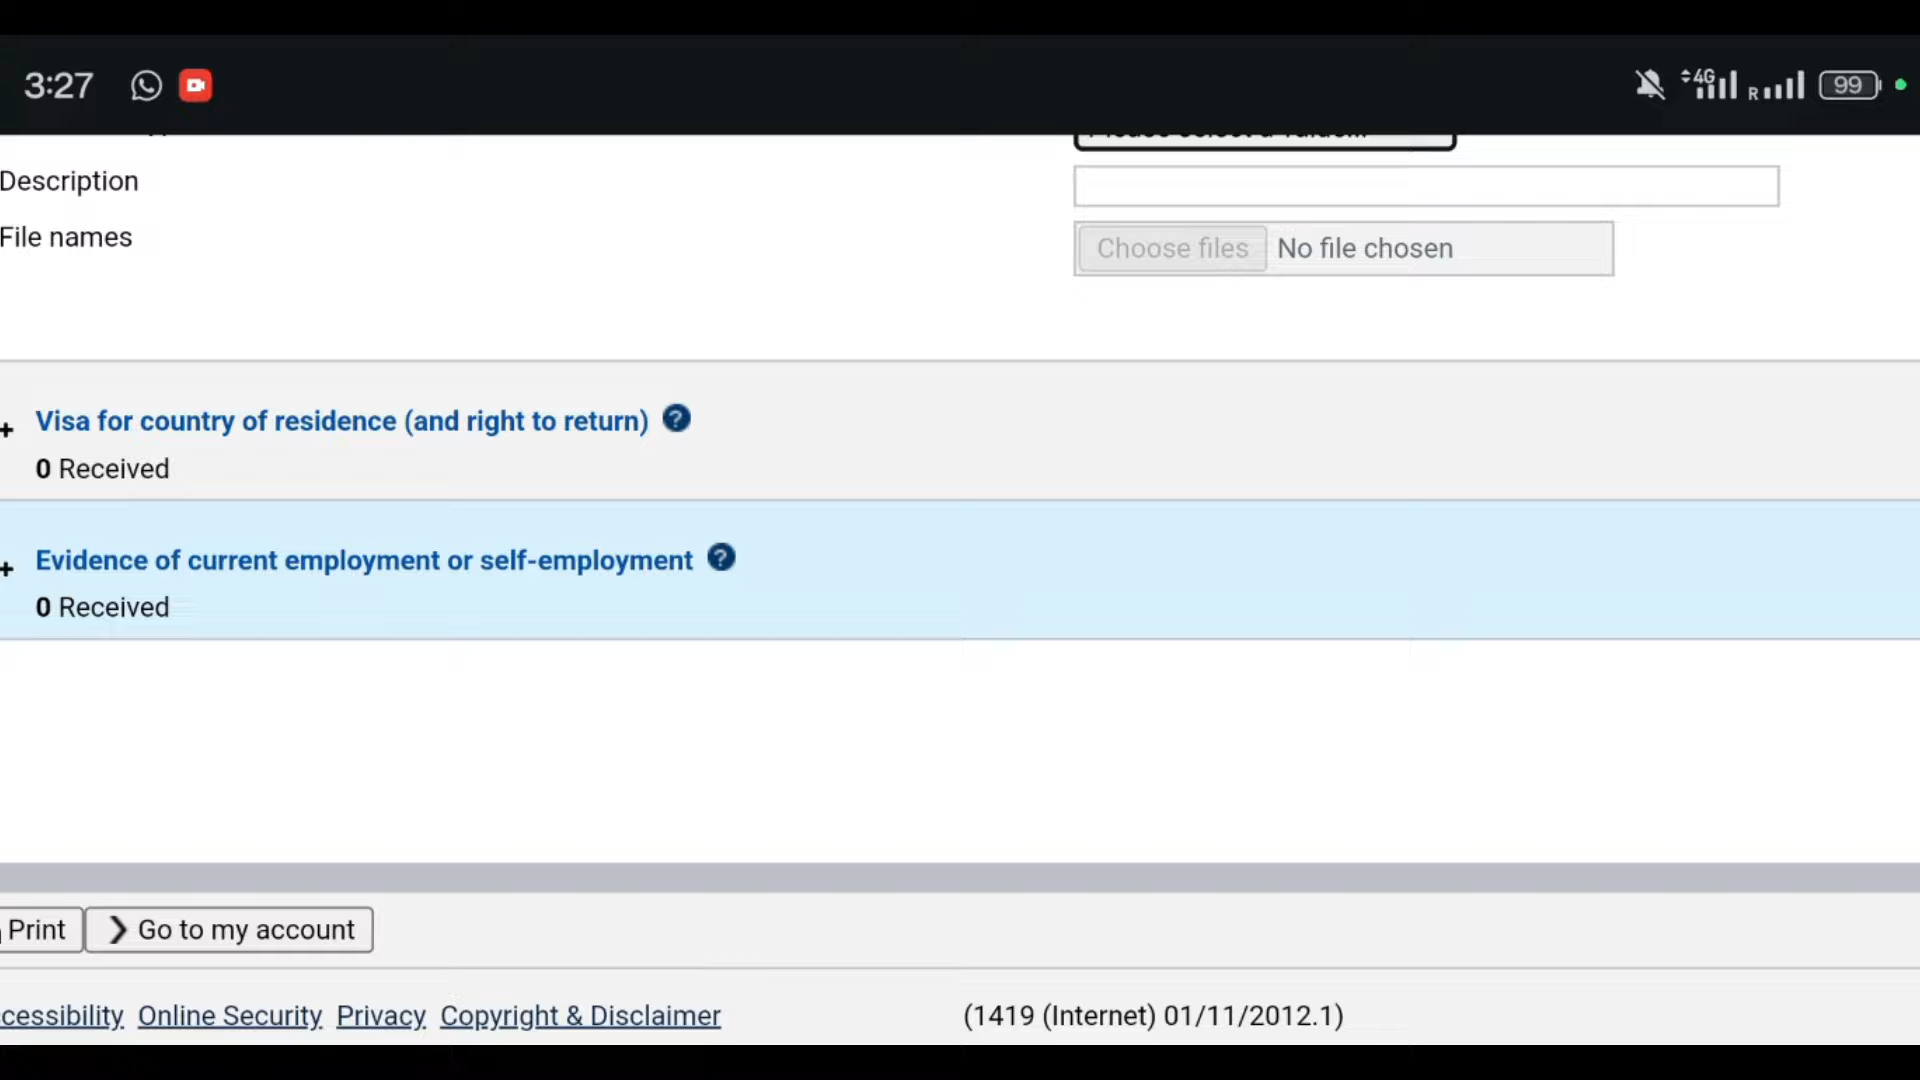 3:27
4G
R
99
Description
File names
Choose files No file chosen
+ Visa for country of residence (and right to return) ?
0 Received
+ Evidence of current employment or self-employment ?
0 Received
Print
Go to my account
cessibility Online Security Privacy Copyright & Disclaimer (1419 (Internet) 01/11/2012.1)